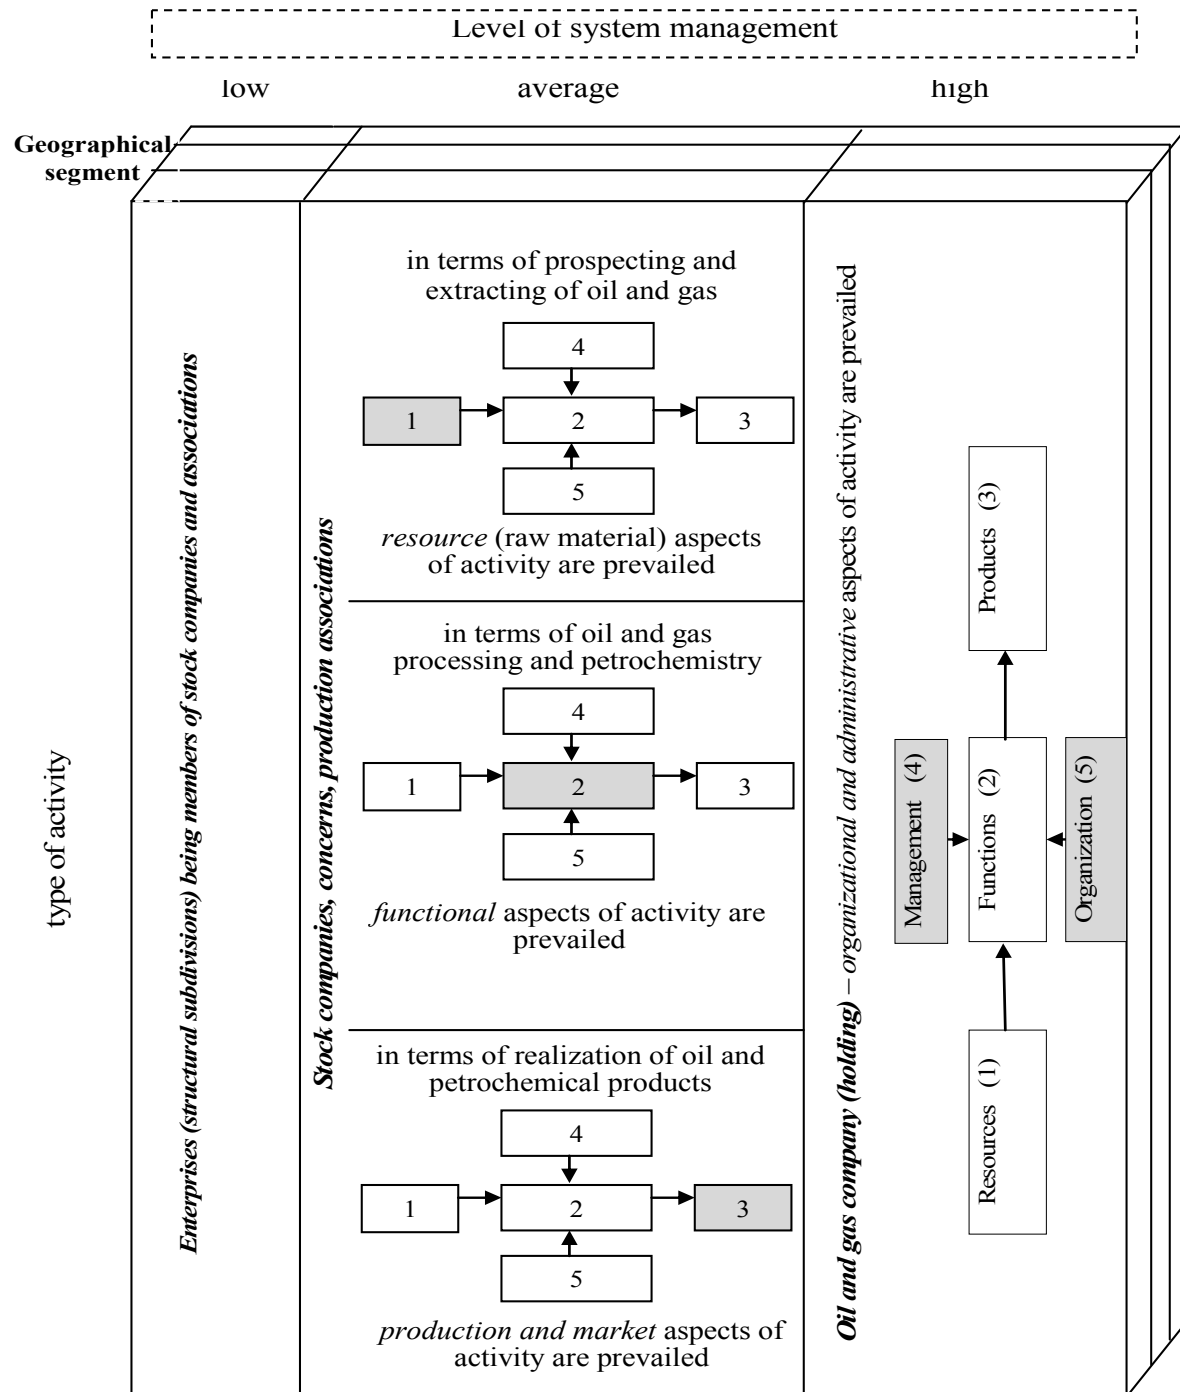 Level of system management
low
average
high
Geographical
segment
type of activity
Enterprises (structural subdivisions) being members of stock companies and associations
Stock companies, concerns, production associations
in terms of prospecting and
extracting of oil and gas
4
1
2
3
5
resource (raw material) aspects
of activity are prevailed
in terms of oil and gas
processing and petrochemistry
4
1
2
3
5
functional aspects of activity are
prevailed
in terms of realization of oil and
petrochemical products
4
1
2
3
5
production and market aspects of
activity are prevailed
Oil and gas company (holding) – organizational and administrative aspects of activity are prevailed
Products (3)
Management (4)
Functions (2)
Organization (5)
Resources (1)